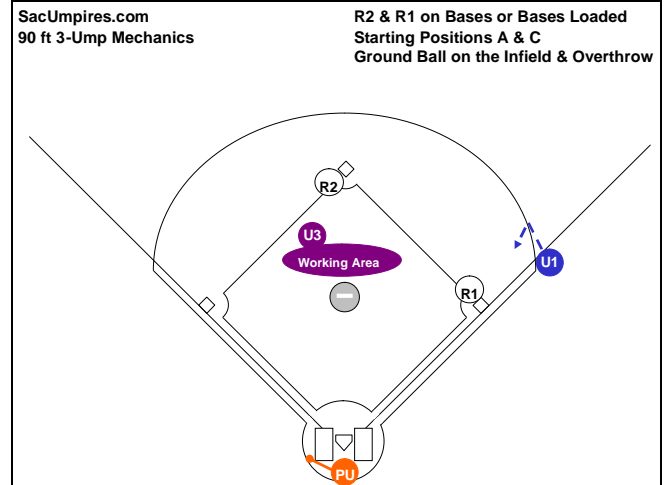 SacUmpires.com
90 ft 3-Ump Mechanics
R2 & R1 on Bases or Bases Loaded
Starting Positions A & C
Ground Ball on the Infield & Overthrow
R2
U3
Working Area
U1
R1
PU